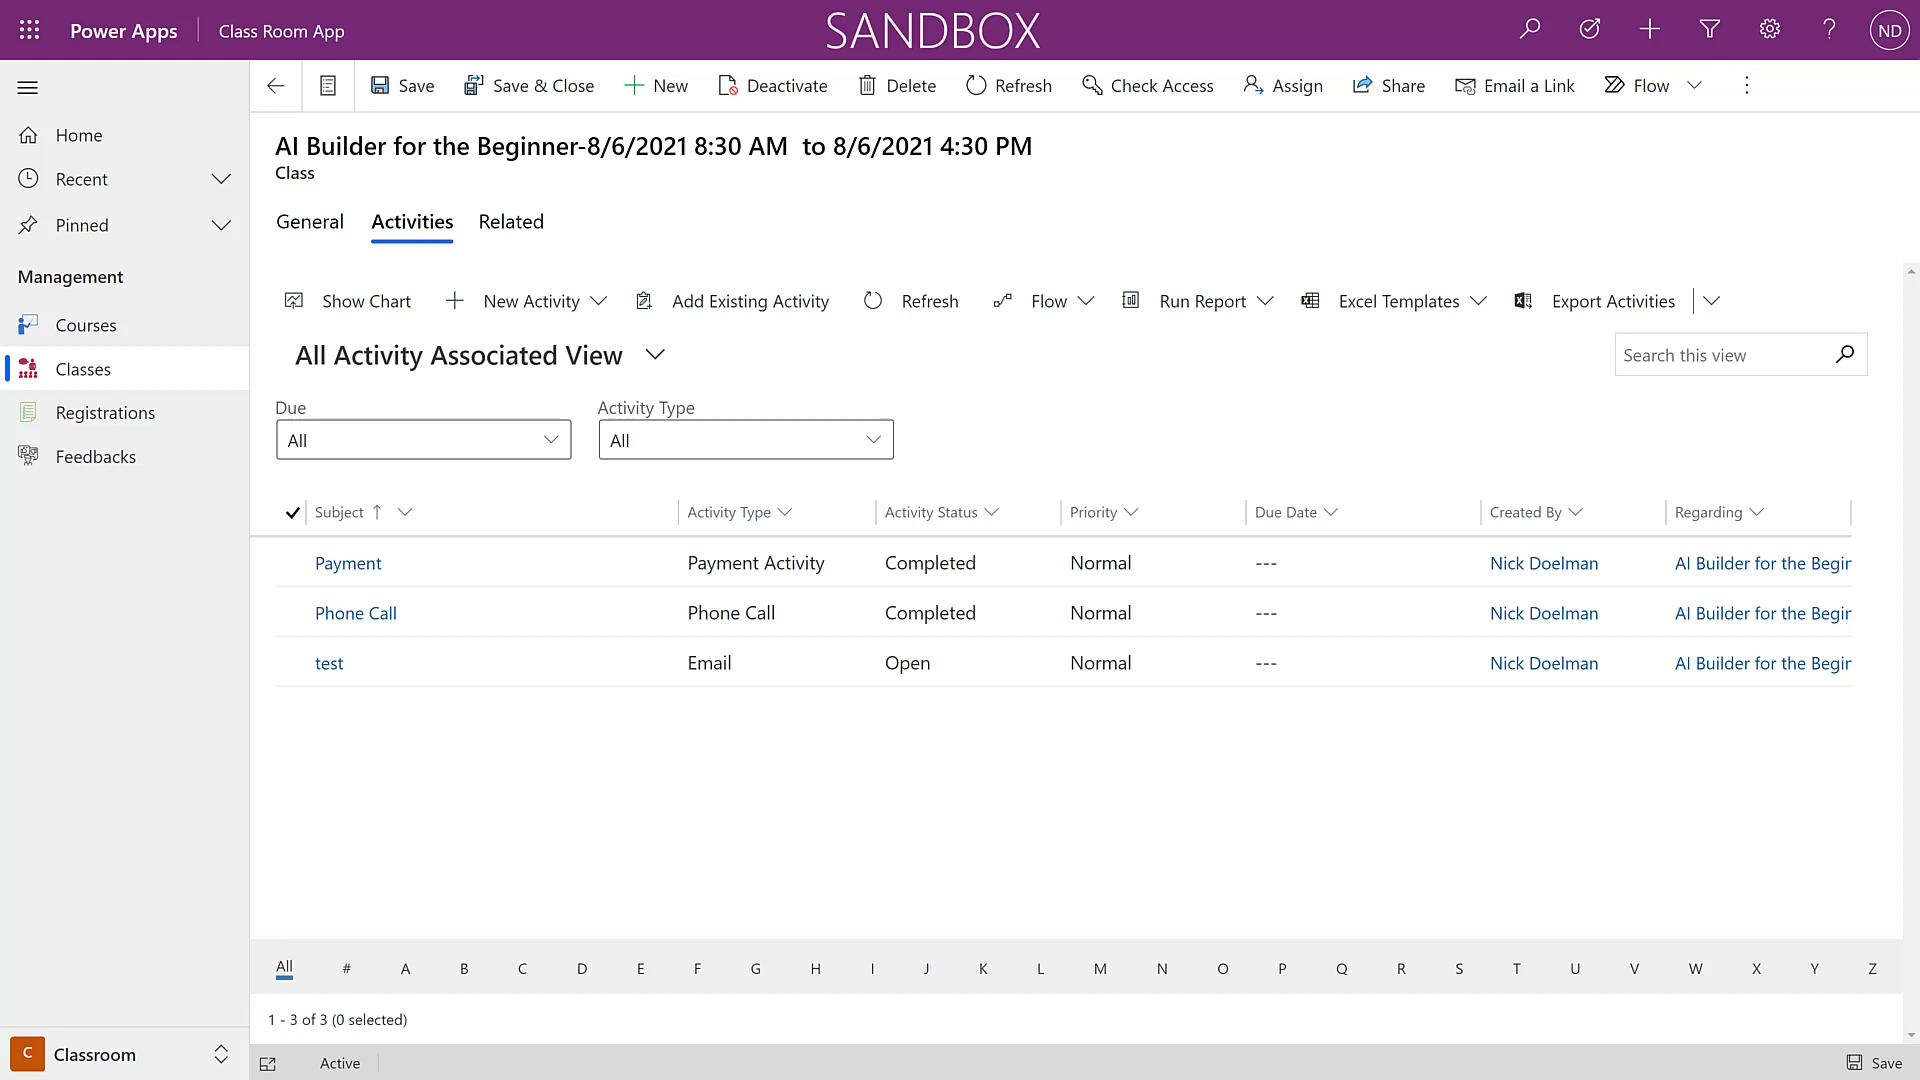 Power Apps Class Room App SANDBOX ND
Save Save & Close New Deactivate Delete Refresh Check Access Assign Share Email a Link Flow
Home
Recent
Pinned
Management
Courses
Classes
Registrations
Feedbacks
AI Builder for the Beginner-8/6/2021 8:30 AM to 8/6/2021 4:30 PM
Class
General Activities Related
Show Chart New Activity Add Existing Activity Refresh Flow Run Report Excel Templates Export Activities
All Activity Associated View Search this view
Due Activity Type
All All
Subject Activity Type Activity Status Priority Due Date Created By Regarding
Payment Payment Activity Completed Normal --- Nick Doelman AI Builder for the Begin
Phone Call Phone Call Completed Normal --- Nick Doelman AI Builder for the Begin
test Email Open Normal --- Nick Doelman AI Builder for the Begin
All # A B C D E F G H I J K L M N O P Q R S T U V W X Y Z
1 - 3 of 3 (0 selected)
C Classroom
Active Save